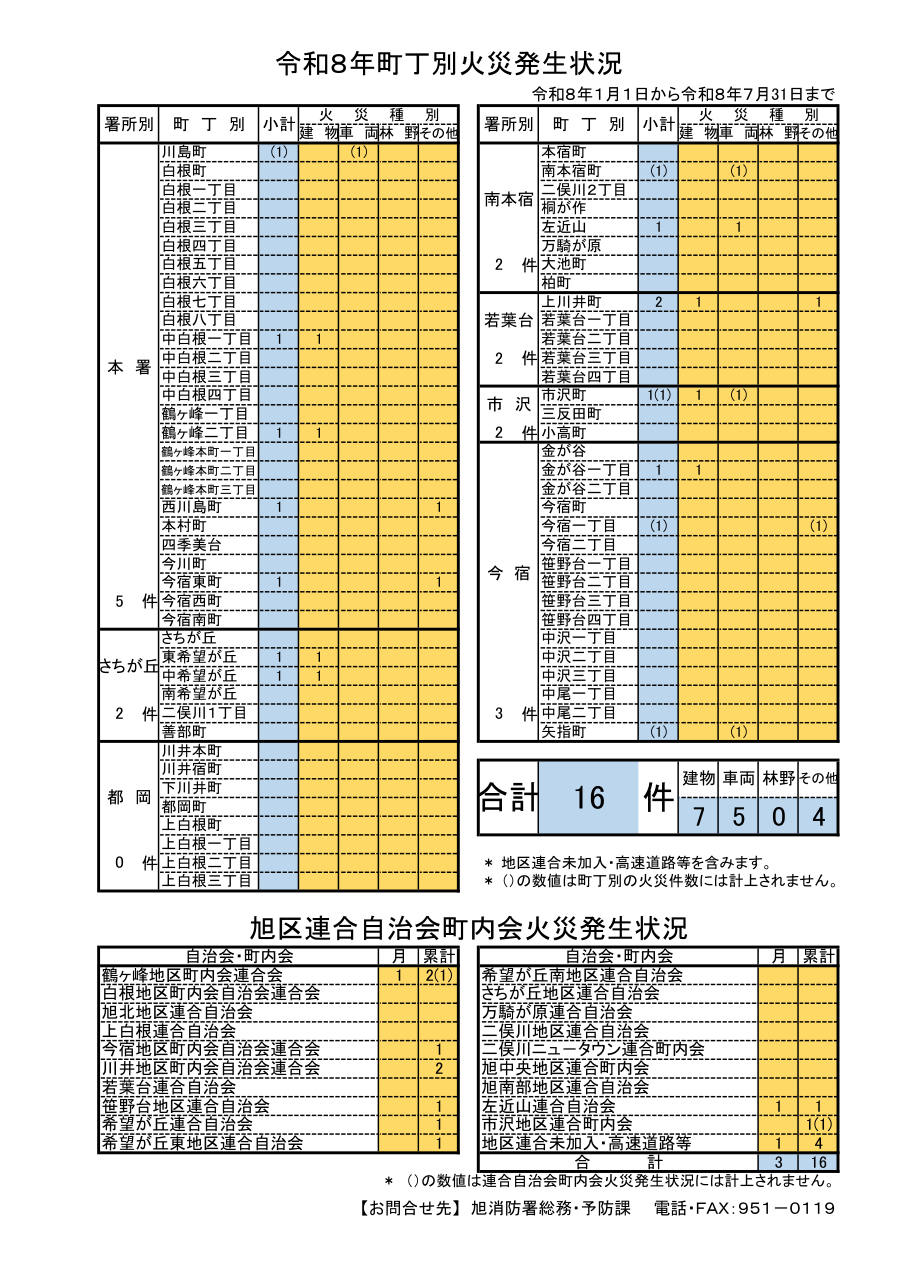 令和８年町丁別火災発生状況
令和８年１月１日から令和８年７月31日まで
署所別 町 丁 別 小計 火 災 種 別
建 物 車 両 林 野 その他
本 署
5 件
川島町 (1) (1)
白根町
白根一丁目
白根二丁目
白根三丁目
白根四丁目
白根五丁目
白根六丁目
白根七丁目
白根八丁目
中白根一丁目 1 1
中白根二丁目
中白根三丁目
中白根四丁目
鶴ヶ峰一丁目
鶴ヶ峰二丁目 1 1
鶴ヶ峰本町一丁目
鶴ヶ峰本町二丁目
鶴ヶ峰本町三丁目
西川島町 1 1
本村町
四季美台
今川町
今宿東町 1 1
今宿西町
今宿南町
さちが丘
2 件
さちが丘
東希望が丘 1 1
中希望が丘 1 1
南希望が丘
二俣川１丁目
善部町
都 岡
0 件
川井本町
川井宿町
下川井町
都岡町
上白根町
上白根一丁目
上白根二丁目
上白根三丁目
署所別 町 丁 別 小計 火 災 種 別
建 物 車 両 林 野 その他
南本宿
2 件
本宿町
南本宿町 (1) (1)
二俣川２丁目
桐が作
左近山 1 1
万騎が原
大池町
柏町
若葉台
2 件
上川井町 2 1 1
若葉台一丁目
若葉台二丁目
若葉台三丁目
若葉台四丁目
市 沢
2 件
市沢町 1(1) 1 (1)
三反田町
小高町
今 宿
3 件
金が谷
金が谷一丁目 1 1
金が谷二丁目
今宿町
今宿一丁目 (1) (1)
今宿二丁目
笹野台一丁目
笹野台二丁目
笹野台三丁目
笹野台四丁目
中沢一丁目
中沢二丁目
中沢三丁目
中尾一丁目
中尾二丁目
矢指町 (1) (1)
合計 16 件
建物 車両 林野 その他
7 5 0 4
* 地区連合未加入・高速道路等を含みます。
* ()の数値は町丁別の火災件数には計上されません。
旭区連合自治会町内会火災発生状況
自治会・町内会 月 累計
鶴ヶ峰地区町内会連合会 1 2(1)
白根地区町内会自治会連合会
旭北地区連合自治会
上白根連合自治会
今宿地区町内会自治会連合会 1
川井地区町内会自治会連合会 2
若葉台連合自治会
笹野台地区連合自治会 1
希望が丘連合自治会 1
希望が丘東地区連合自治会 1
自治会・町内会 月 累計
希望が丘南地区連合自治会
さちが丘地区連合自治会
万騎が原連合自治会
二俣川地区連合自治会
二俣川ニュータウン連合町内会
旭中央地区連合町内会
旭南部地区連合自治会
左近山連合自治会 1 1
市沢地区連合町内会 1(1)
地区連合未加入・高速道路等 1 4
合 計 3 16
* ()の数値は連合自治会町内会火災発生状況には計上されません。
【お問合せ先】 旭消防署総務・予防課 電話・FAX：９５１－０１１９